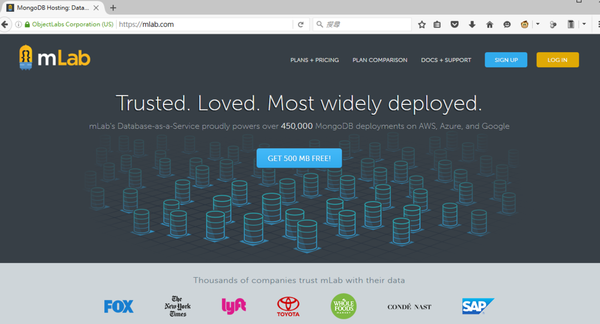 MongoDB Hosting: Data...
ObjectLabs Corporation (US)
https://mlab.com
搜尋
mLab
PLANS + PRICING
PLAN COMPARISON
DOCS + SUPPORT
SIGN UP
LOG IN
Trusted. Loved. Most widely deployed.
mLab's Database-as-a-Service proudly powers over 450,000 MongoDB deployments on AWS, Azure, and Google
GET 500 MB FREE!
Thousands of companies trust mLab with their data
FOX
The New York Times
lyft
TOYOTA
WHOLE FOODS MARKET
CONDÉ NAST
SAP